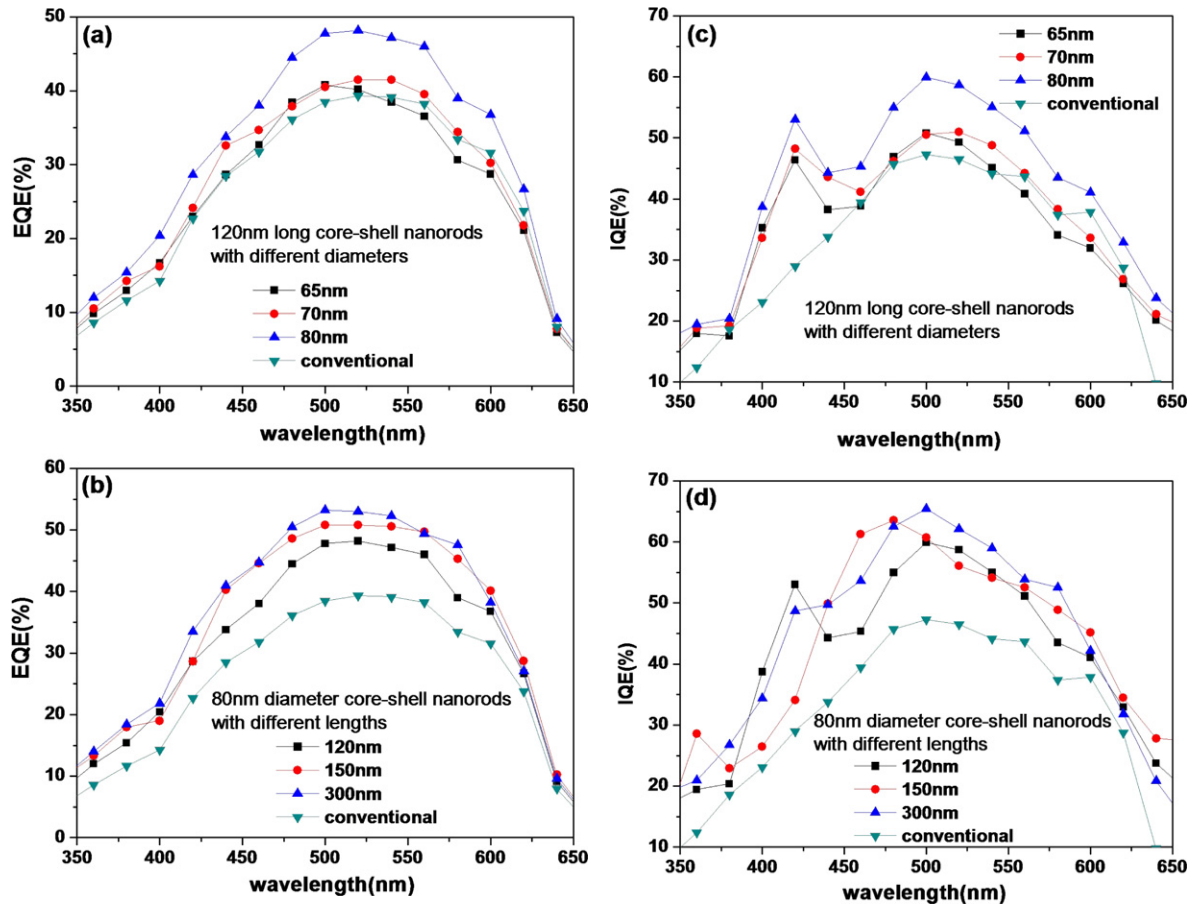 (a)
EQE(%)
50
40
30
20
10
0
120nm long core-shell nanorods
with different diameters
65nm
70nm
80nm
conventional
350 400 450 500 550 600 650
wavelength(nm)
(c)
IQE(%)
70
60
50
40
30
20
10
65nm
70nm
80nm
conventional
120nm long core-shell nanorods
with different diameters
350 400 450 500 550 600 650
wavelength(nm)
(b)
EQE(%)
60
50
40
30
20
10
0
80nm diameter core-shell nanorods
with different lengths
120nm
150nm
300nm
conventional
350 400 450 500 550 600 650
wavelength(nm)
(d)
IQE(%)
70
60
50
40
30
20
10
80nm diameter core-shell nanorods
with different lengths
120nm
150nm
300nm
conventional
350 400 450 500 550 600 650
wavelength(nm)